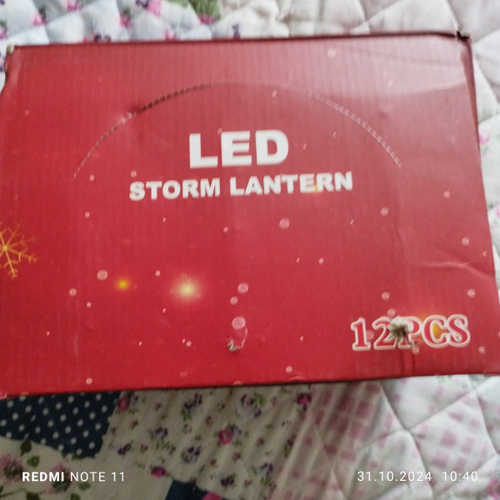 LED
STORM LANTERN
12PCS
REDMI NOTE 11
31.10.2024 10:40